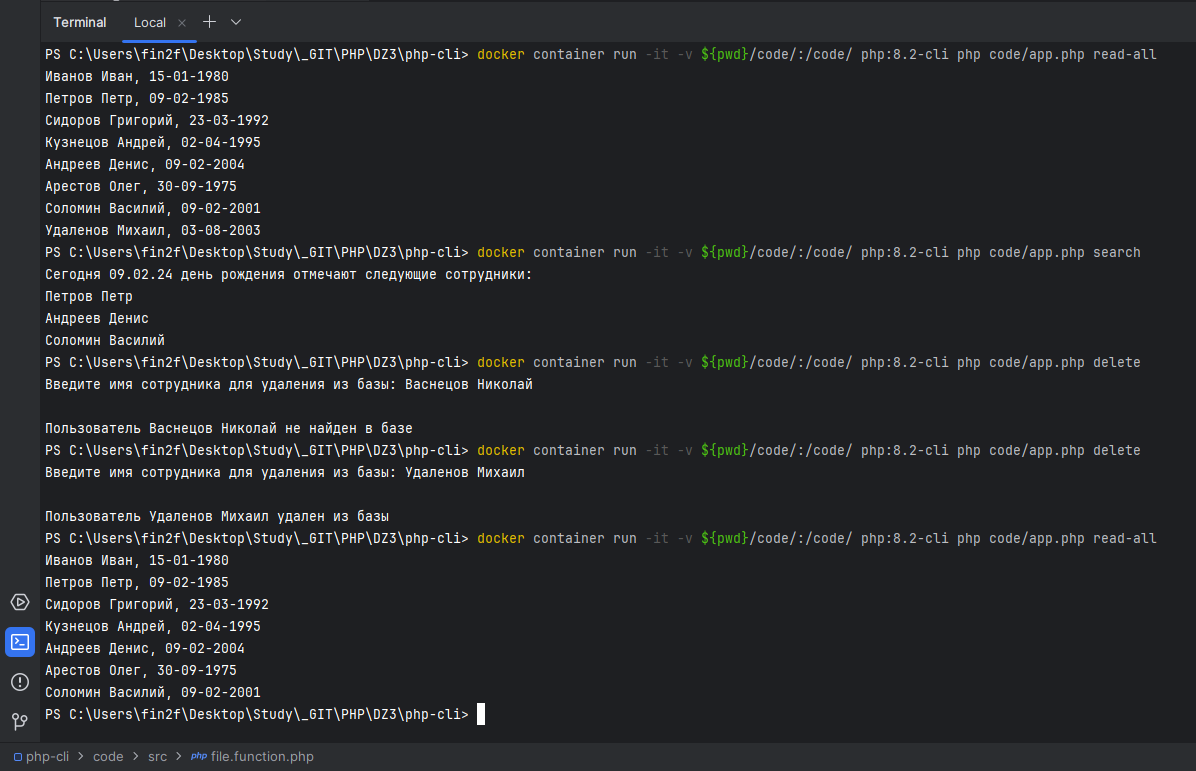 Terminal Local
PS C:\Users\fin2f\Desktop\Study\_GIT\PHP\DZ3\php-cli> docker container run -it -v ${pwd}/code/:/code/ php:8.2-cli php code/app.php read-all
Иванов Иван, 15-01-1980
Петров Петр, 09-02-1985
Сидоров Григорий, 23-03-1992
Кузнецов Андрей, 02-04-1995
Андреев Денис, 09-02-2004
Арестов Олег, 30-09-1975
Соломин Василий, 09-02-2001
Удаленов Михаил, 03-08-2003
PS C:\Users\fin2f\Desktop\Study\_GIT\PHP\DZ3\php-cli> docker container run -it -v ${pwd}/code/:/code/ php:8.2-cli php code/app.php search
Сегодня 09.02.24 день рождения отмечают следующие сотрудники:
Петров Петр
Андреев Денис
Соломин Василий
PS C:\Users\fin2f\Desktop\Study\_GIT\PHP\DZ3\php-cli> docker container run -it -v ${pwd}/code/:/code/ php:8.2-cli php code/app.php delete
Введите имя сотрудника для удаления из базы: Васнецов Николай
Пользователь Васнецов Николай не найден в базе
PS C:\Users\fin2f\Desktop\Study\_GIT\PHP\DZ3\php-cli> docker container run -it -v ${pwd}/code/:/code/ php:8.2-cli php code/app.php delete
Введите имя сотрудника для удаления из базы: Удаленов Михаил
Пользователь Удаленов Михаил удален из базы
PS C:\Users\fin2f\Desktop\Study\_GIT\PHP\DZ3\php-cli> docker container run -it -v ${pwd}/code/:/code/ php:8.2-cli php code/app.php read-all
Иванов Иван, 15-01-1980
Петров Петр, 09-02-1985
Сидоров Григорий, 23-03-1992
Кузнецов Андрей, 02-04-1995
Андреев Денис, 09-02-2004
Арестов Олег, 30-09-1975
Соломин Василий, 09-02-2001
PS C:\Users\fin2f\Desktop\Study\_GIT\PHP\DZ3\php-cli>
php-cli > code > src > php file.function.php